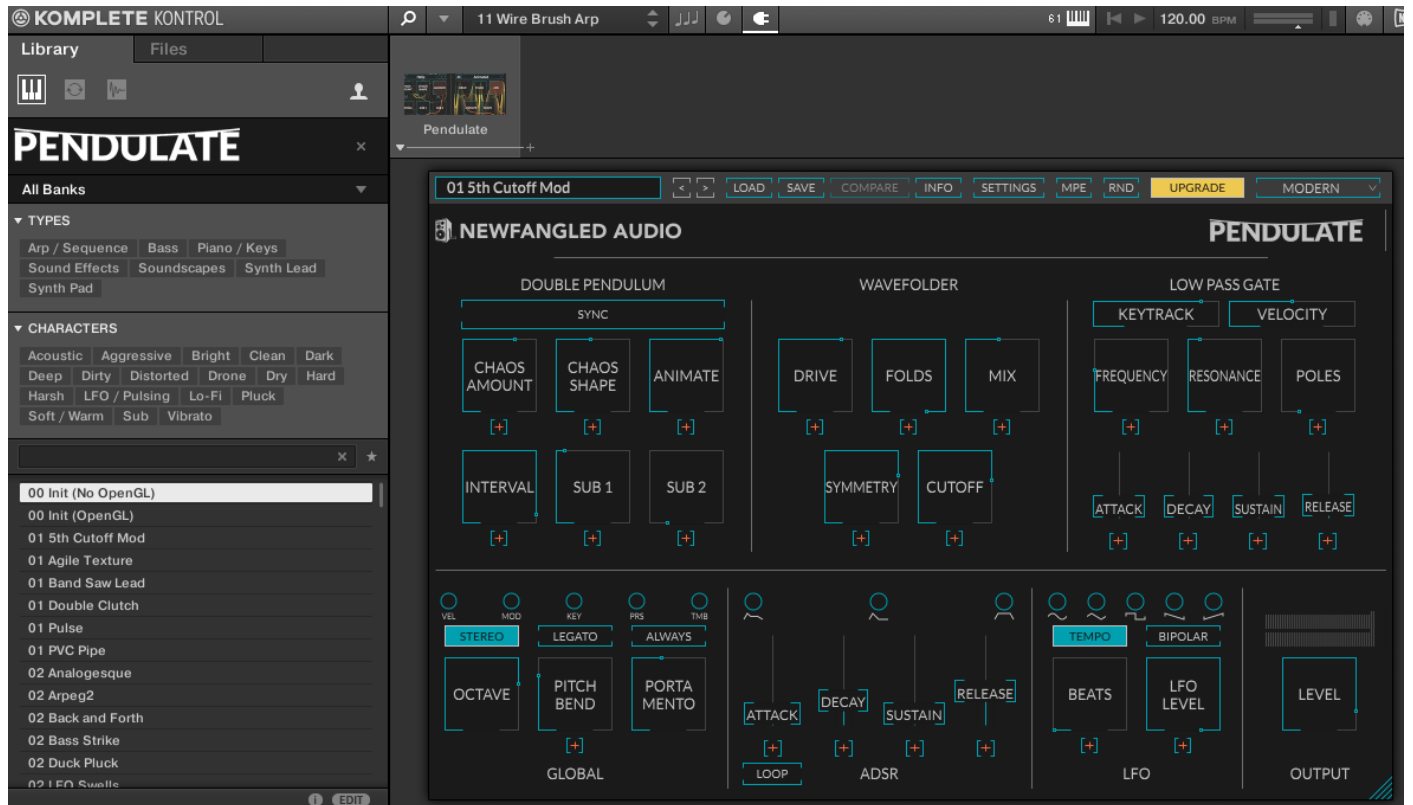 KOMPLETE KONTROL
11 Wire Brush Arp
61
120.00 BPM
Library
Files
PENDULATE
All Banks
TYPES
Arp / Sequence Bass Piano / Keys
Sound Effects Soundscapes Synth Lead
Synth Pad
CHARACTERS
Acoustic Aggressive Bright Clean Dark
Deep Dirty Distorted Drone Dry Hard
Harsh LFO / Pulsing Lo-Fi Pluck
Soft / Warm Sub Vibrato
00 Init (No OpenGL)
00 Init (OpenGL)
01 5th Cutoff Mod
01 Agile Texture
01 Band Saw Lead
01 Double Clutch
01 Pulse
01 PVC Pipe
02 Analogesque
02 Arpeg2
02 Back and Forth
02 Bass Strike
02 Duck Pluck
02 LFO Swells
EDIT
Pendulate
01 5th Cutoff Mod
< > LOAD SAVE COMPARE INFO SETTINGS MPE RND UPGRADE MODERN
NEWFANGLED AUDIO
PENDULATE
DOUBLE PENDULUM
SYNC
CHAOS AMOUNT
CHAOS SHAPE
ANIMATE
[+] [+] [+]
INTERVAL
SUB 1
SUB 2
[+] [+] [+]
WAVEFOLDER
DRIVE
FOLDS
MIX
[+] [+] [+]
SYMMETRY
CUTOFF
[+] [+]
LOW PASS GATE
KEYTRACK
VELOCITY
FREQUENCY
RESONANCE
POLES
[+] [+] [+]
ATTACK DECAY SUSTAIN RELEASE
[+] [+] [+] [+]
VEL MOD KEY PRS TMB
STEREO LEGATO ALWAYS
OCTAVE
PITCH BEND
PORTA MENTO
[+]
GLOBAL
ATTACK DECAY SUSTAIN RELEASE
[+] [+] [+] [+]
LOOP
ADSR
TEMPO BIPOLAR
BEATS
LFO LEVEL
[+] [+]
LFO
LEVEL
OUTPUT